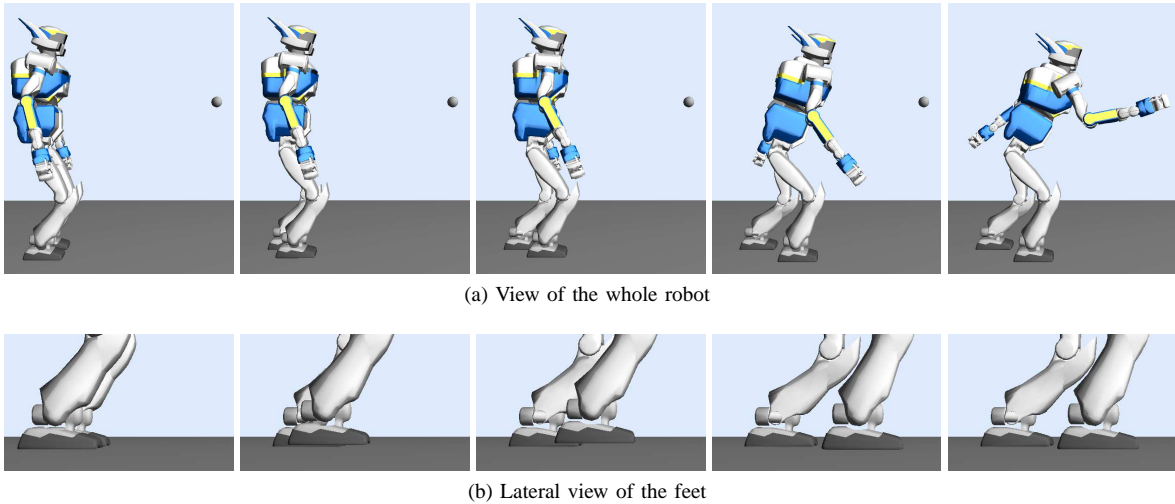 (a) View of the whole robot
(b) Lateral view of the feet